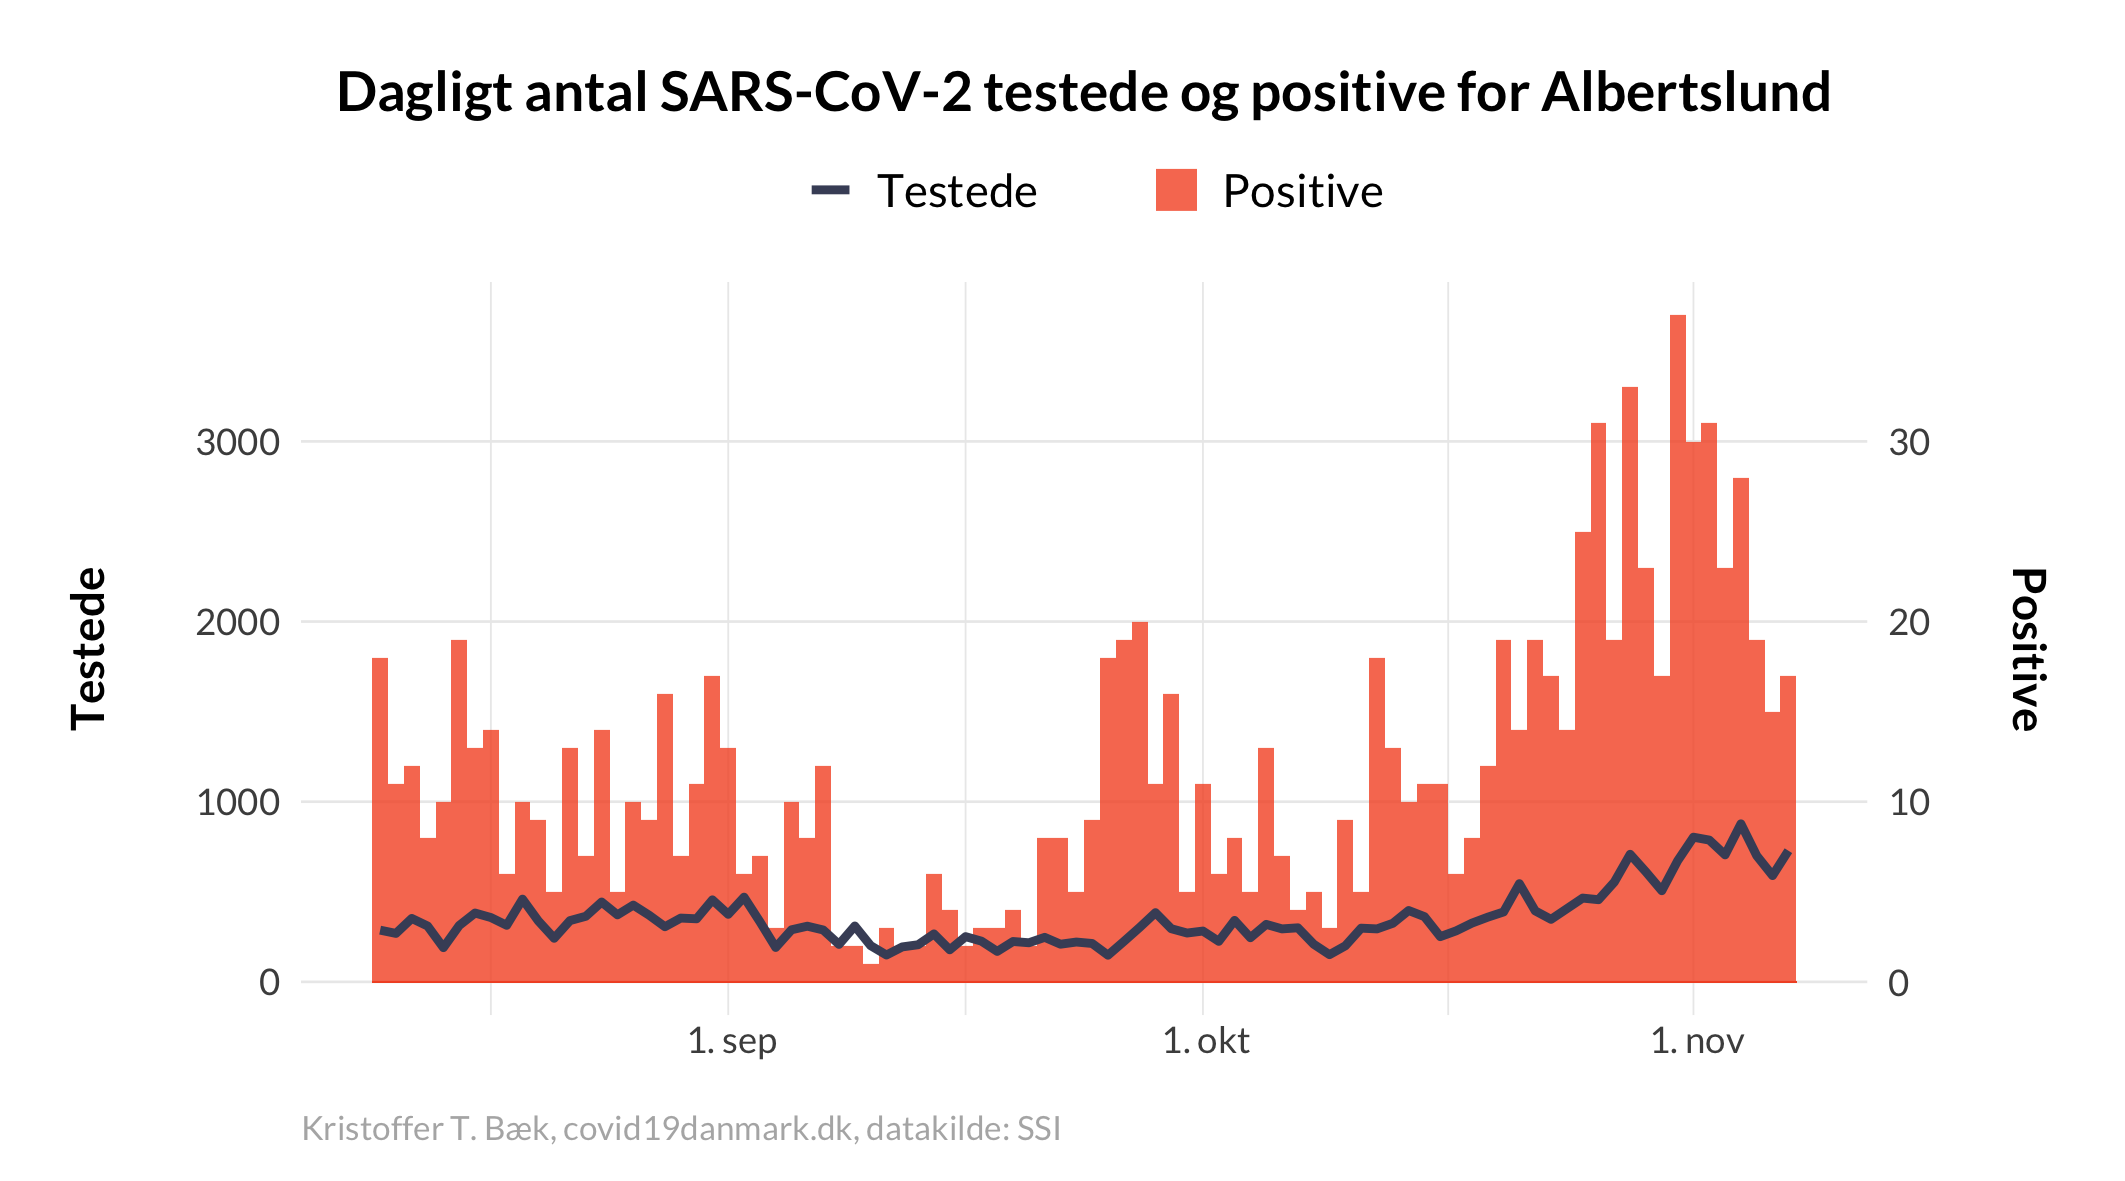 Dagligt antal SARS-CoV-2 testede og positive for Albertslund
Testede
Positive
3000
2000
1000
0
30
20
10
0
Testede
Positive
1. sep
1. okt
1. nov
Kristoffer T. Bæk, covid19danmark.dk, datakilde: SSI